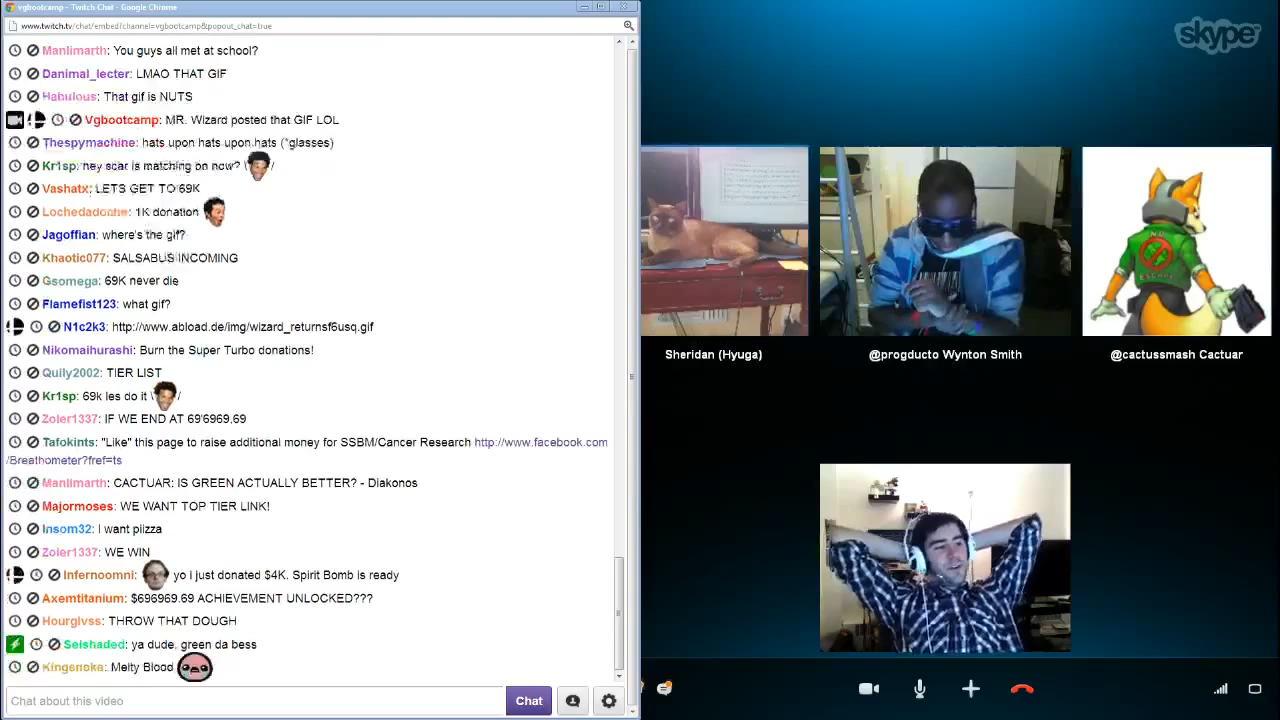 vgbootcamp - Twitch Chat - Google Chrome
www.twitch.tv/chat/embed?channel=vgbootcamp&popout_chat=true
Manlimarth: You guys all met at school?
Danimal_lecter: LMAO THAT GIF
Habulous: That gif is NUTS
Vgbootcamp: MR. Wizard posted that GIF LOL
Thespymachine: hats upon hats upon hats (*glasses)
Kr1sp: hey star is matching on now? \ /
Vashatx: LETS GET TO 69K
1K donation
Jagoffian: where's the gif?
Khaotic077: SALSABUS INCOMING
Gsomega: 69K never die
Flamefist123: what gif?
N1c2k3: http://www.abload.de/img/wizard_returnsf6usq.gif
Nikomaihurashi: Burn the Super Turbo donations!
Quily2002: TIER LIST
Kr1sp: 69k les do it \ /
Zoler1337: IF WE END AT 69'6969.69
Tafokints: "Like" this page to raise additional money for SSBM/Cancer Research http://www.facebook.com
/Breathometer?fref=ts
Manlimarth: CACTUAR: IS GREEN ACTUALLY BETTER? - Diakonos
Majormoses: WE WANT TOP TIER LINK!
Insom32: I want piizza
Zoler1337: WE WIN
Infernoomni: yo i just donated $4K. Spirit Bomb is ready
Axemtitanium: $696969.69 ACHIEVEMENT UNLOCKED???
Hourglvss: THROW THAT DOUGH
Seishaded: ya dude, green da bess
Melty Blood
Chat about this video
Chat
skype
NO
ESCAPE
Sheridan (Hyuga)
@progducto Wynton Smith
@cactussmash Cactuar